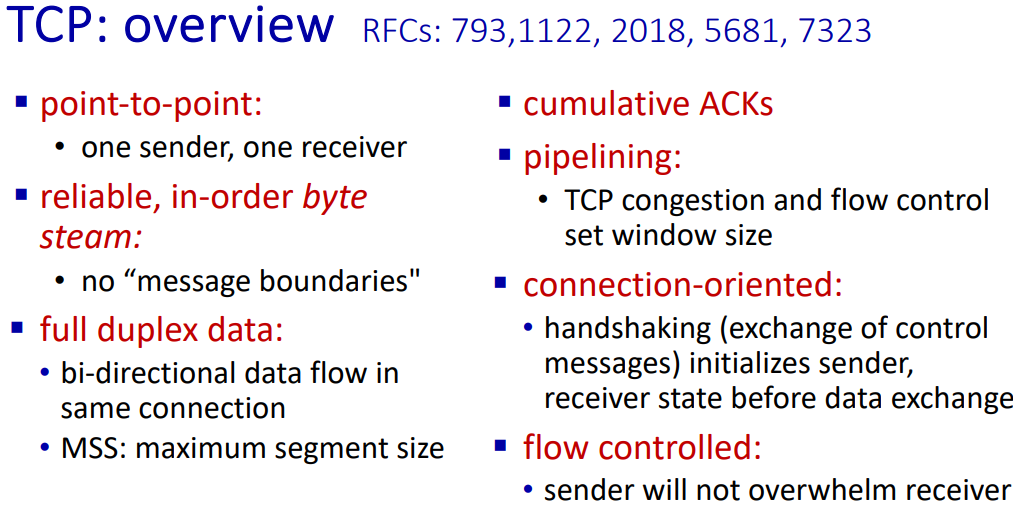 TCP: overview RFCs: 793,1122, 2018, 5681, 7323
▪ point-to-point:
• one sender, one receiver
▪ reliable, in-order byte
steam:
• no “message boundaries"
▪ full duplex data:
• bi-directional data flow in
same connection
• MSS: maximum segment size
▪ cumulative ACKs
▪ pipelining:
• TCP congestion and flow control
set window size
▪ connection-oriented:
• handshaking (exchange of control
messages) initializes sender,
receiver state before data exchange
▪ flow controlled:
• sender will not overwhelm receiver